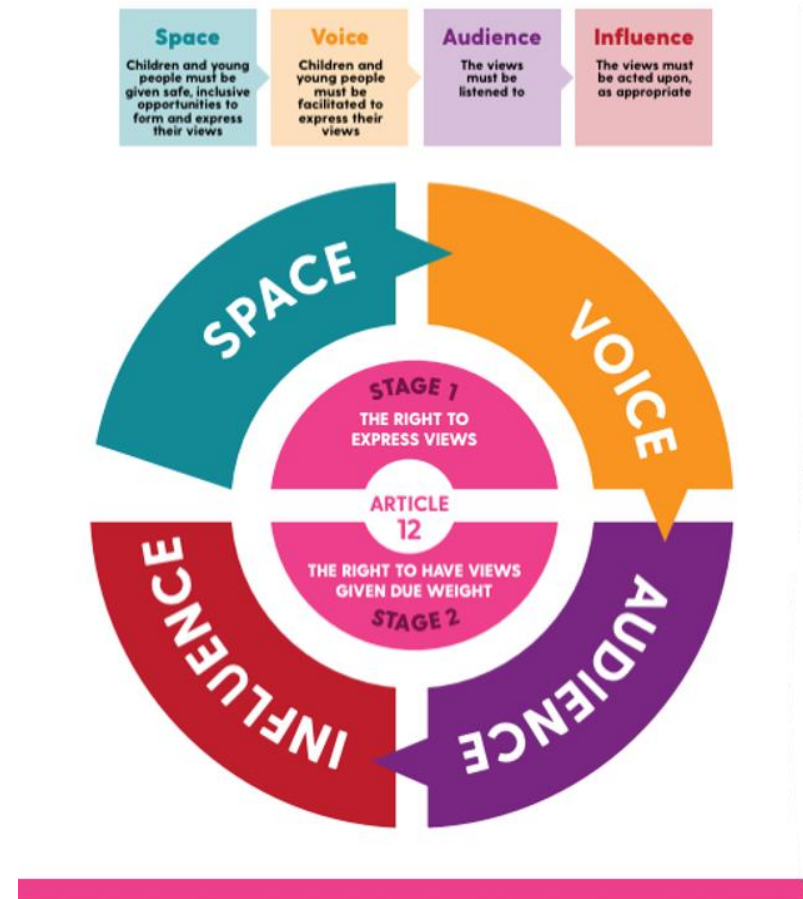 Space
Children and young
people must be
given safe, inclusive
opportunities to
form and express
their views
Voice
Children and
young people
must be
facilitated to
express their
views
Audience
The views
must be
listened to
Influence
The views must
be acted upon,
as appropriate
SPACE
VOICE
STAGE 1
THE RIGHT TO
EXPRESS VIEWS
ARTICLE
12
THE RIGHT TO HAVE VIEWS
GIVEN DUE WEIGHT
STAGE 2
AUDIENCE
INFLUENCE